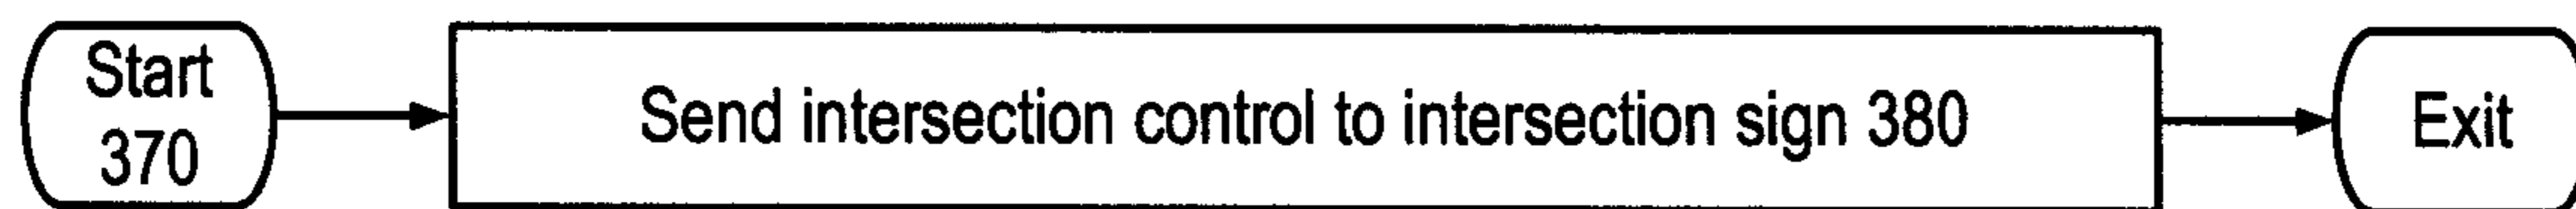 Start
370
Send intersection control to intersection sign 380
Exit